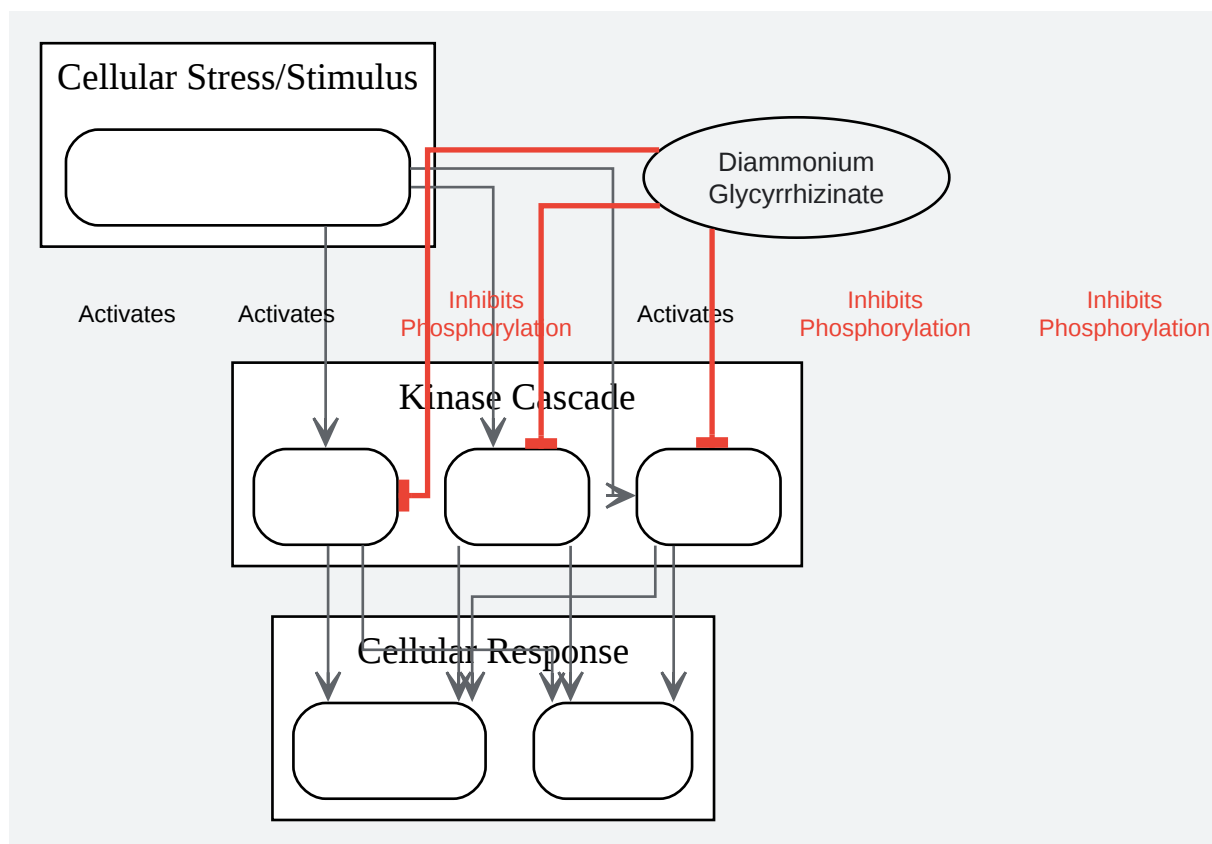 Cellular Stress/Stimulus
Diammonium
Glycyrrhizinate
Activates
Activates
Inhibits
Phosphorylation
Activates
Inhibits
Phosphorylation
Inhibits
Phosphorylation
Kinase Cascade
Cellular Response